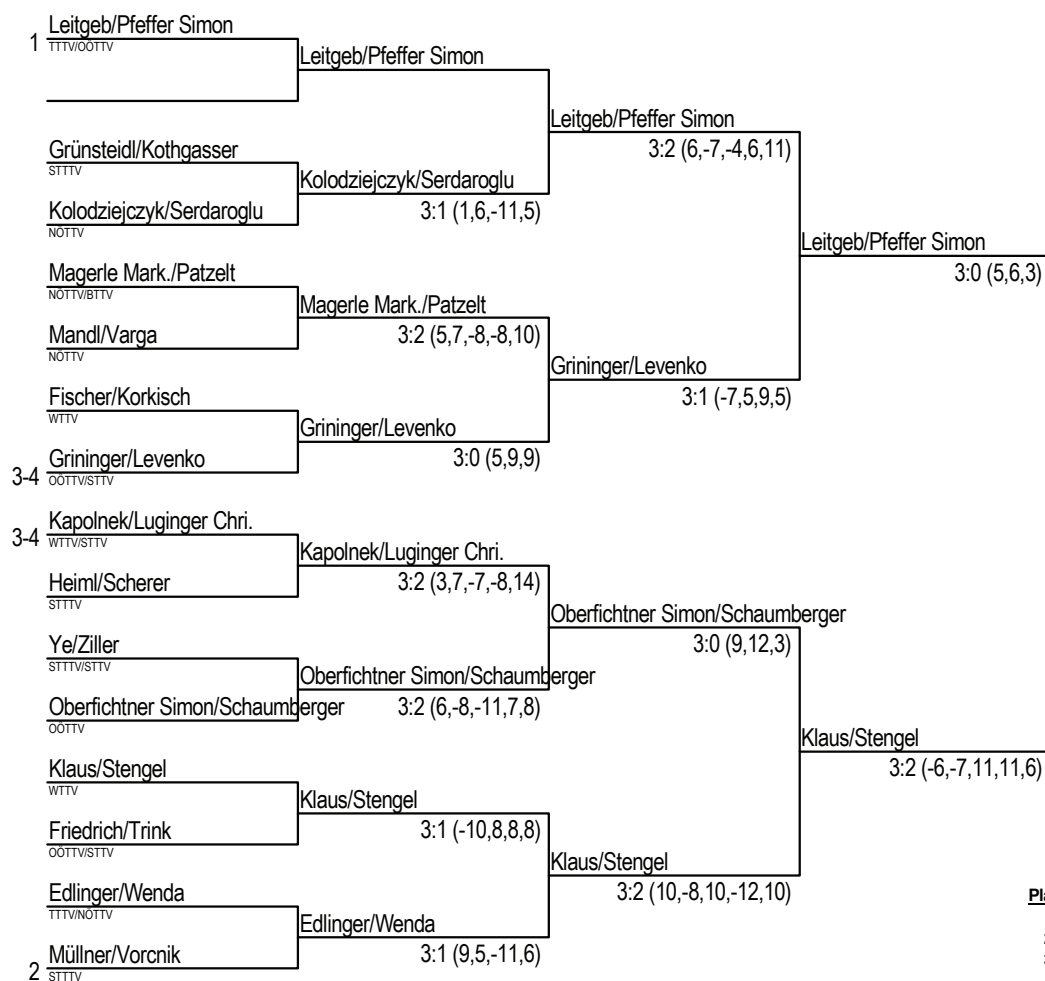 Leitgeb/Pfeffer Simon
1 TTTV/OÖTTV
Leitgeb/Pfeffer Simon
Leitgeb/Pfeffer Simon
3:2 (6,-7,-4,6,11)
Grünsteidl/Kothgasser
STTTV
Kolodziejczyk/Serdaroglu
3:1 (1,6,-11,5)
Kolodziejczyk/Serdaroglu
NÖTTV
Leitgeb/Pfeffer Simon
3:0 (5,6,3)
Magerle Mark./Patzelt
NÖTTV/BTTV
Magerle Mark./Patzelt
3:2 (5,7,-8,-8,10)
Mandl/Varga
NÖTTV
Grininger/Levenko
3:1 (-7,5,9,5)
Fischer/Korkisch
WTTV
Grininger/Levenko
3:0 (5,9,9)
Grininger/Levenko
3-4 OÖTTV/STTV
Kapolnek/Luginger Chri.
3-4 WTTV/STTV
Kapolnek/Luginger Chri.
3:2 (3,7,-7,-8,14)
Heiml/Scherer
STTTV
Oberfichtner Simon/Schaumberger
3:0 (9,12,3)
Ye/Ziller
STTTV/STTV
Oberfichtner Simon/Schaumberger
3:2 (6,-8,-11,7,8)
Oberfichtner Simon/Schaumberger
OÖTTV
Klaus/Stengel
3:2 (-6,-7,11,11,6)
Klaus/Stengel
WTTV
Klaus/Stengel
3:1 (-10,8,8,8)
Friedrich/Trink
OÖTTV/STTV
Klaus/Stengel
3:2 (10,-8,10,-12,10)
Edlinger/Wenda
TTTV/NÖTTV
Edlinger/Wenda
3:1 (9,5,-11,6)
Müllner/Vorcnik
2 STTTV